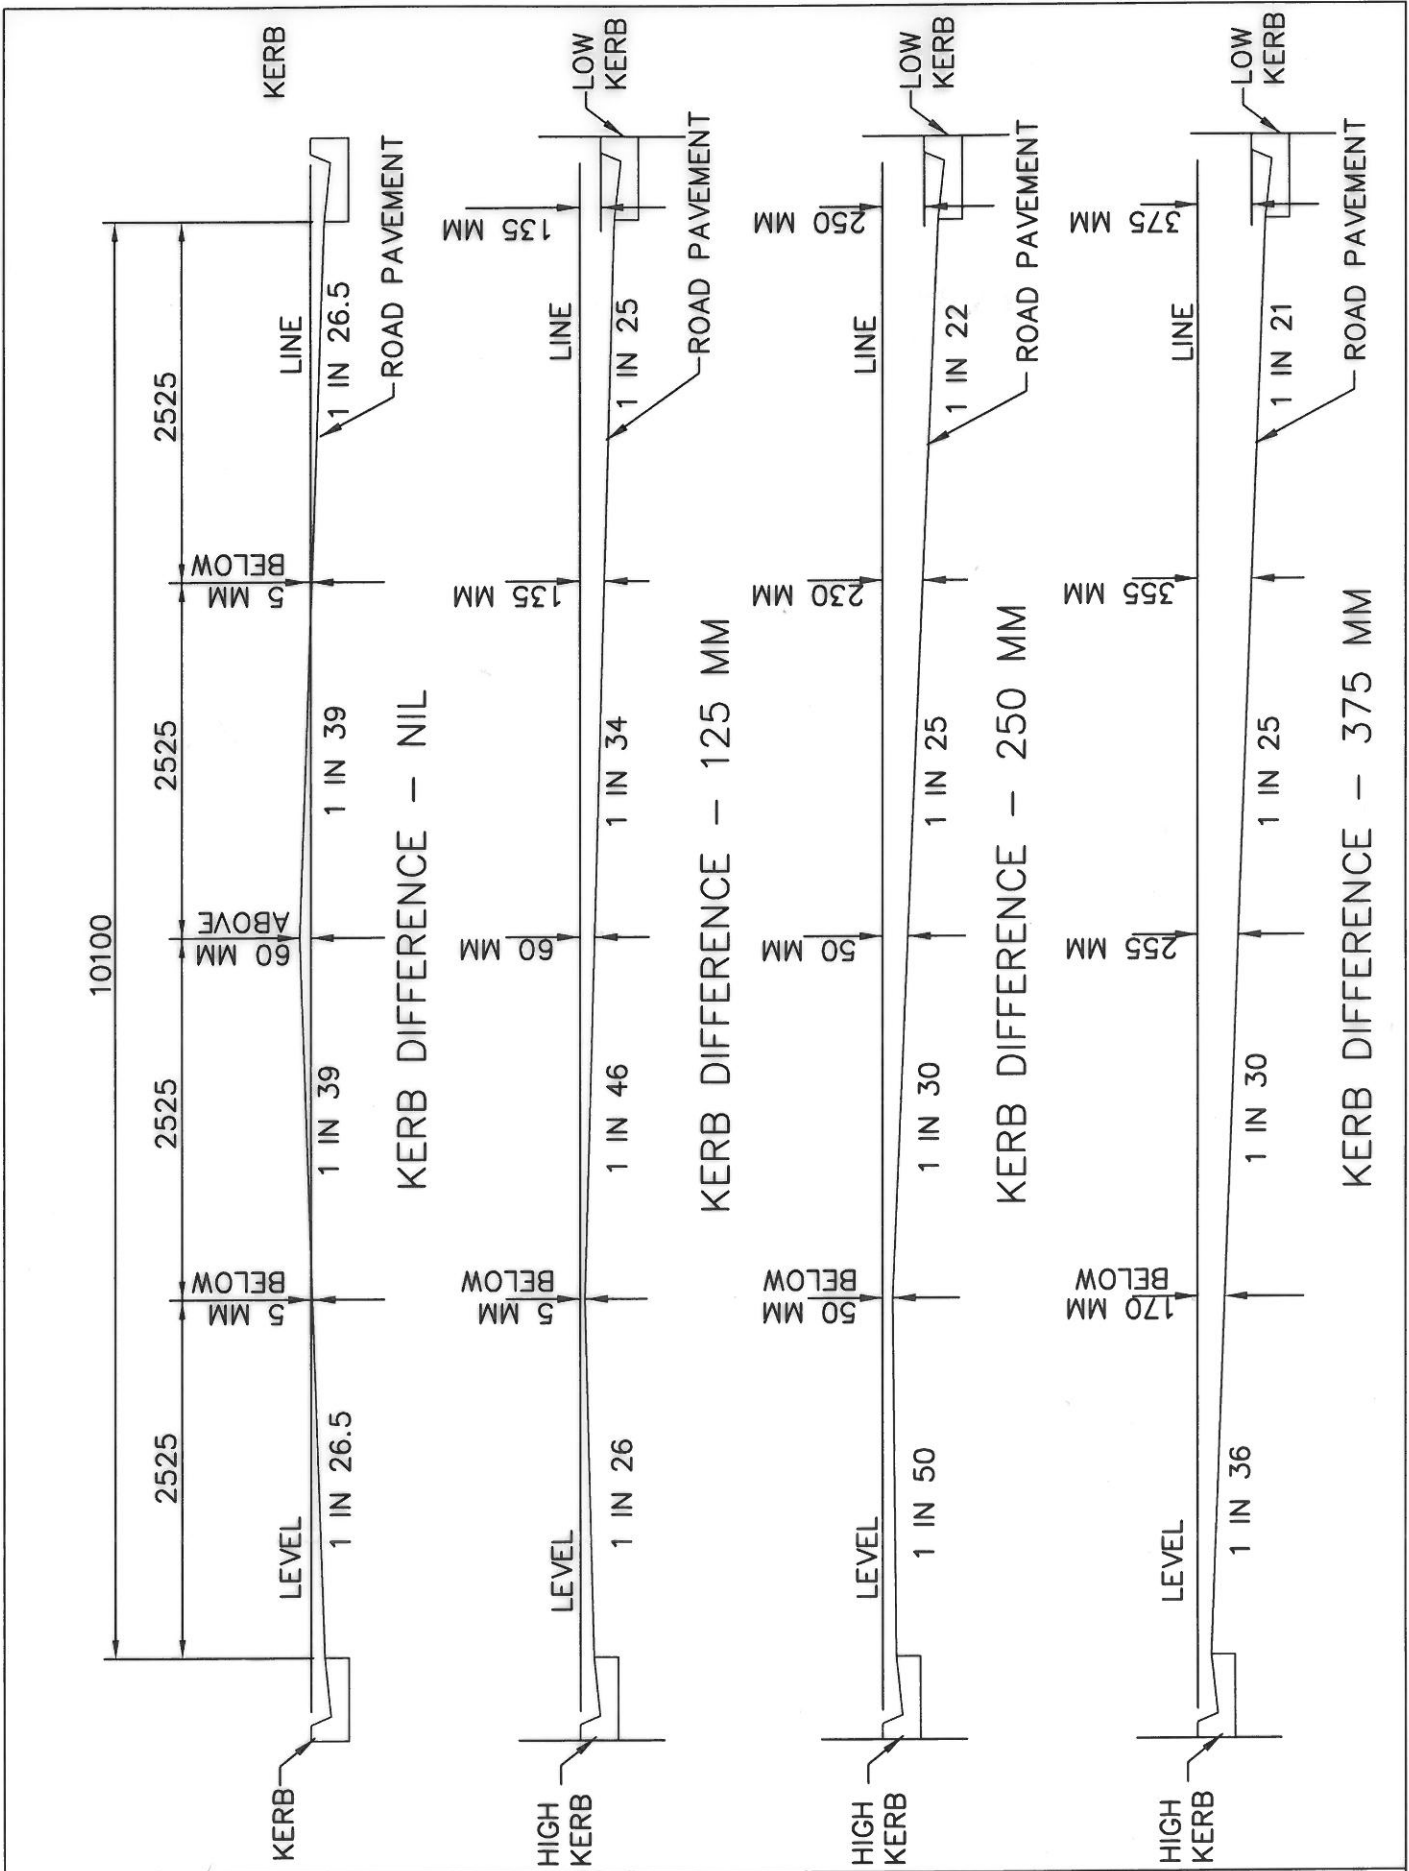 10100
2525
2525
2525
2525
KERB
LEVEL
5 MM
BELOW
60 MM
ABOVE
5 MM
BELOW
LINE
KERB
1 IN 26.5
1 IN 39
1 IN 39
1 IN 26.5
ROAD PAVEMENT
KERB DIFFERENCE - NIL
HIGH
KERB
LEVEL
5 MM
BELOW
60 MM
135 MM
LINE
135 MM
LOW
KERB
1 IN 26
1 IN 46
1 IN 34
1 IN 25
ROAD PAVEMENT
KERB DIFFERENCE - 125 MM
HIGH
KERB
LEVEL
50 MM
BELOW
50 MM
230 MM
LINE
250 MM
LOW
KERB
1 IN 50
1 IN 30
1 IN 25
1 IN 22
ROAD PAVEMENT
KERB DIFFERENCE - 250 MM
HIGH
KERB
LEVEL
170 MM
BELOW
255 MM
355 MM
LINE
375 MM
LOW
KERB
1 IN 36
1 IN 30
1 IN 25
1 IN 21
ROAD PAVEMENT
KERB DIFFERENCE - 375 MM